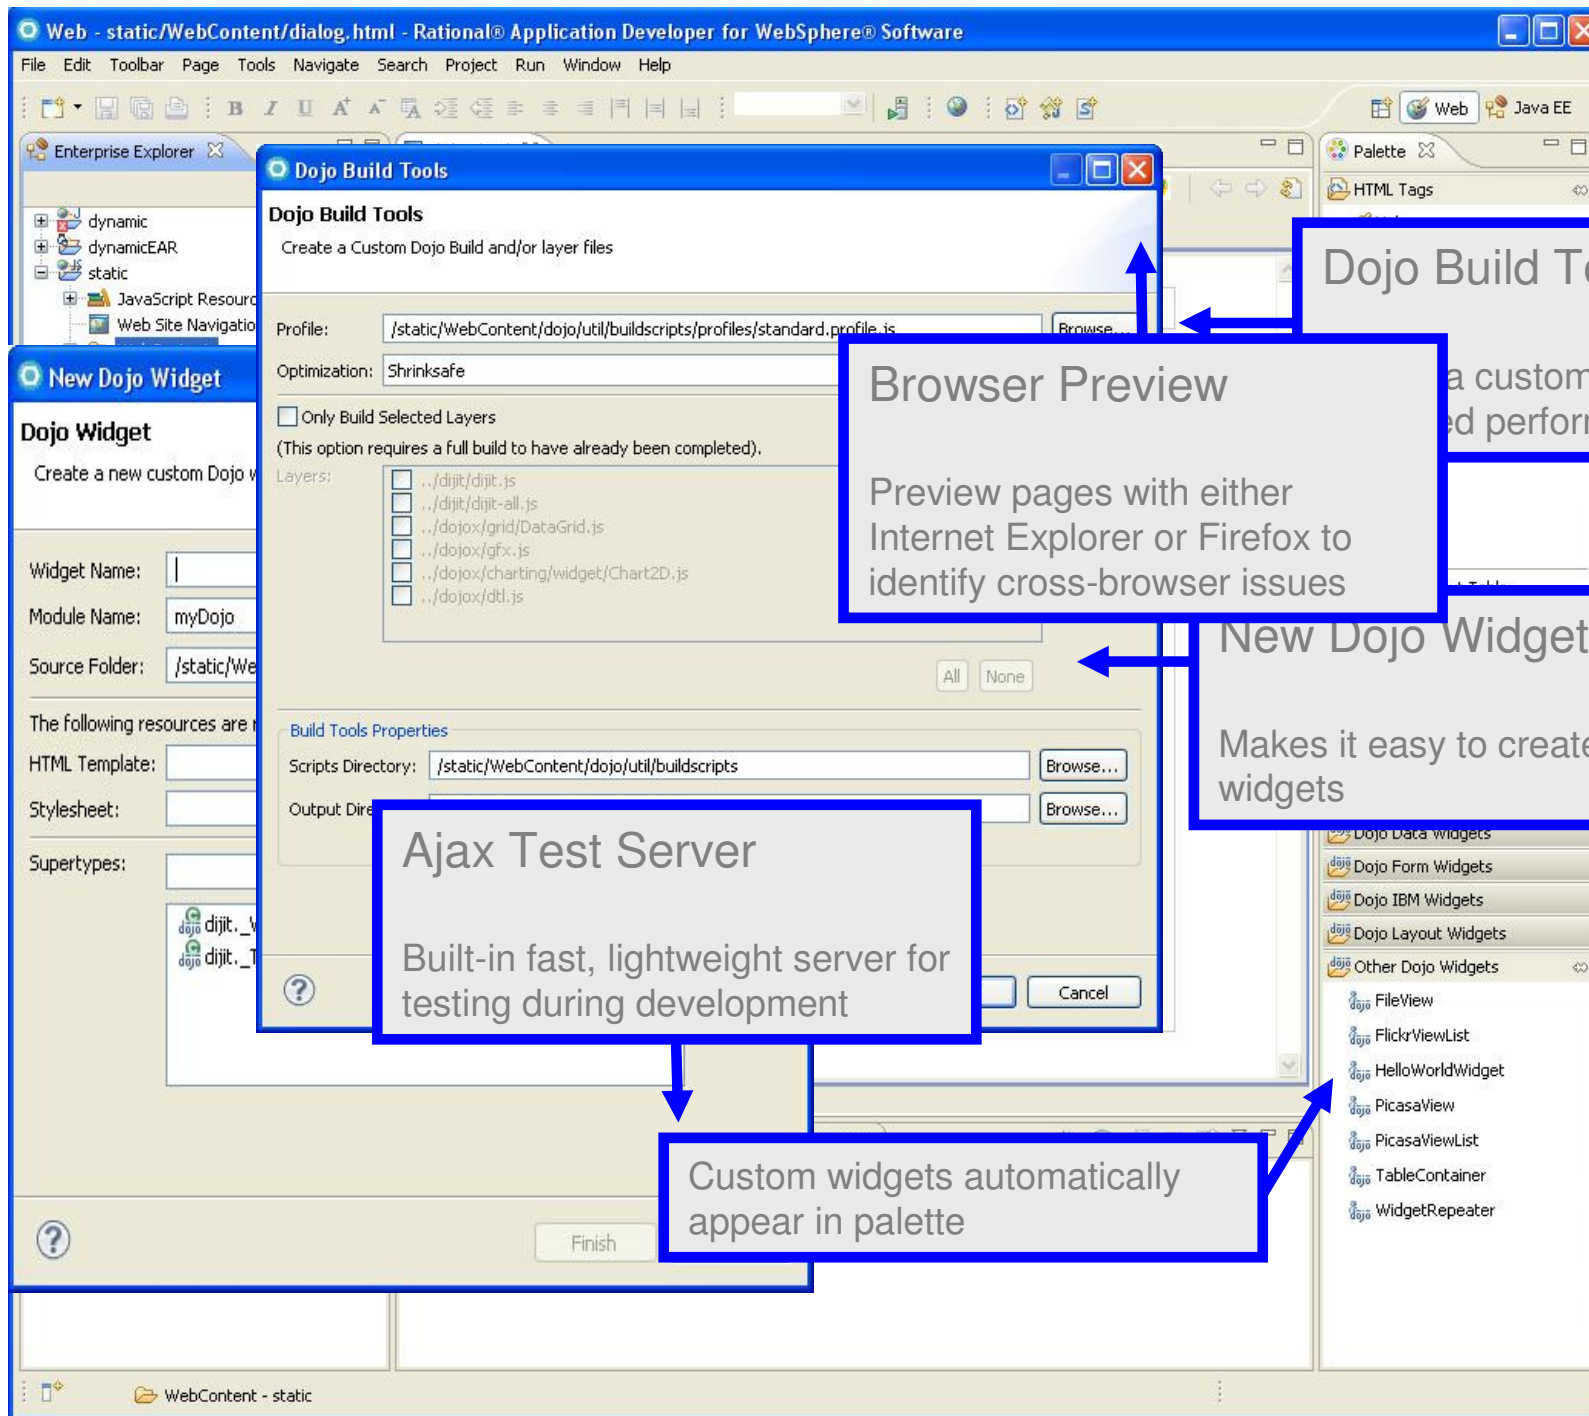 Web - static/WebContent/dialog.html - Rational® Application Developer for WebSphere® Software
File Edit Toolbar Page Tools Navigate Search Project Run Window Help
Web Java EE
Enterprise Explorer
dynamic
dynamicEAR
static
JavaScript Resourc
Web Site Navigatio
Palette
HTML Tags
Dojo Build Tools
Dojo Build Tools
Create a Custom Dojo Build and/or layer files
Profile: /static/WebContent/dojo/util/buildscripts/profiles/standard.profile.js Browse...
Optimization: Shrinksafe
Only Build Selected Layers
(This option requires a full build to have already been completed).
Layers:
../dijit/dijit.js
../dijit/dijit-all.js
../dojox/grid/DataGrid.js
../dojox/gfx.js
../dojox/charting/widget/Chart2D.js
../dojox/dtl.js
All None
Build Tools Properties
Scripts Directory: /static/WebContent/dojo/util/buildscripts Browse...
Output Dire Browse...
Cancel
New Dojo Widget
Dojo Widget
Create a new custom Dojo w
Widget Name:
Module Name: myDojo
Source Folder: /static/We
The following resources are r
HTML Template:
Stylesheet:
Supertypes:
dijit._W
dijit._T
Finish
Dojo Build To
a custom
ed perform
Browser Preview
Preview pages with either
Internet Explorer or Firefox to
identify cross-browser issues
New Dojo Widget
Makes it easy to create
widgets
Ajax Test Server
Built-in fast, lightweight server for
testing during development
Custom widgets automatically
appear in palette
Dojo Data Widgets
Dojo Form Widgets
Dojo IBM Widgets
Dojo Layout Widgets
Other Dojo Widgets
FileView
FlickrViewList
HelloWorldWidget
PicasaView
PicasaViewList
TableContainer
WidgetRepeater
WebContent - static